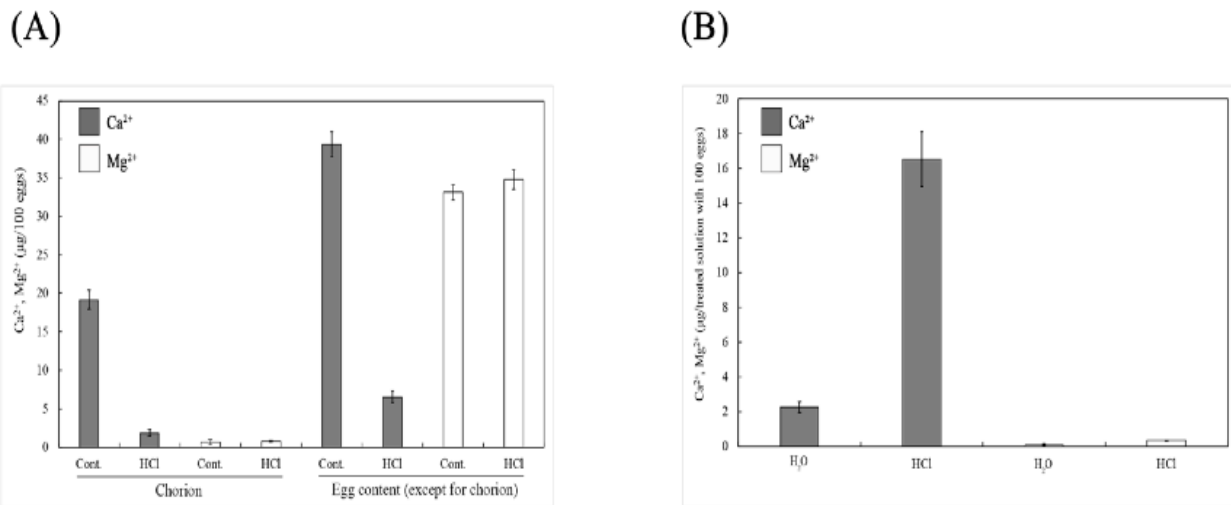 (A)
45
40
35
30
25
20
15
10
5
0
Ca²⁺, Mg²⁺ (µg/100 eggs)
Ca²⁺
Mg²⁺
Cont. HCl Cont. HCl Cont. HCl Cont. HCl
Chorion Egg content (except for chorion)
(B)
20
18
16
14
12
10
8
6
4
2
0
Ca²⁺, Mg²⁺ (µg/treated solution with 100 eggs)
Ca²⁺
Mg²⁺
H₂O HCl H₂O HCl